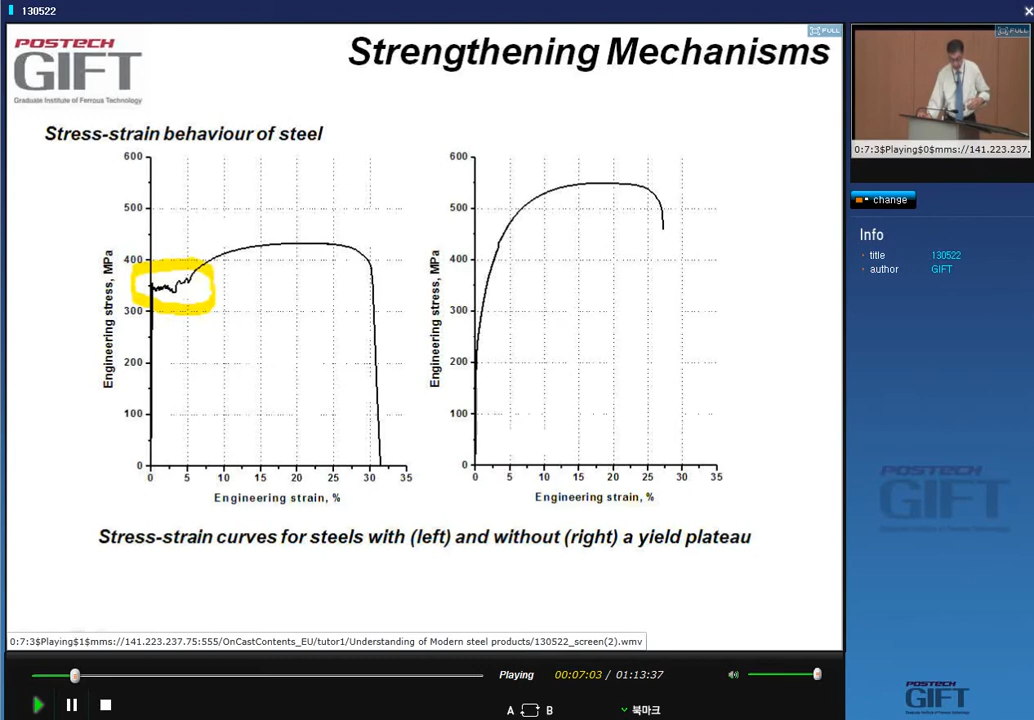 130522
POSTECH
GIFT
Graduate Institute of Ferrous Technology
Strengthening Mechanisms
FULL
FULL
Stress-strain behaviour of steel
600
500
400
300
200
100
0
Engineering stress, MPa
0 5 10 15 20 25 30 35
Engineering strain, %
600
500
400
300
200
100
0
Engineering stress, MPa
0 5 10 15 20 25 30 35
Engineering strain, %
Stress-strain curves for steels with (left) and without (right) a yield plateau
0:7:3$Playing$1$mms://141.223.237.75:555/OnCastContents_EU/tutor1/Understanding of Modern steel products/130522_screen(2).wmv
0:7:3$Playing$0$mms://141.223.237.
change
Info
title 130522
author GIFT
POSTECH
GIFT
Playing 00:07:03 / 01:13:37
A B 북마크
POSTECH
GIFT